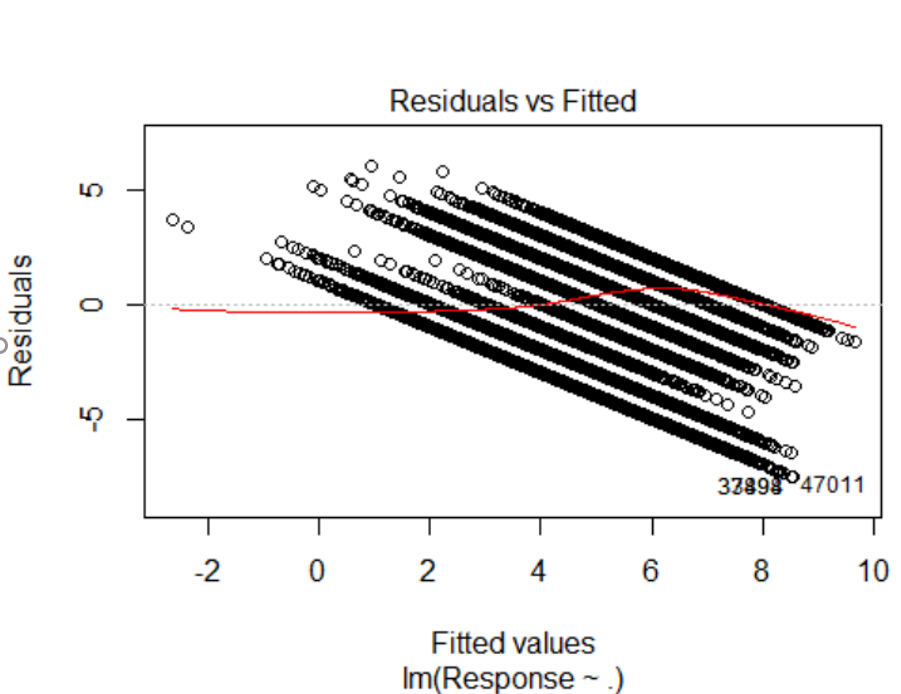 Residuals vs Fitted
Residuals
5
0
-5
47011
-2 0 2 4 6 8 10
Fitted values
lm(Response ~ .)